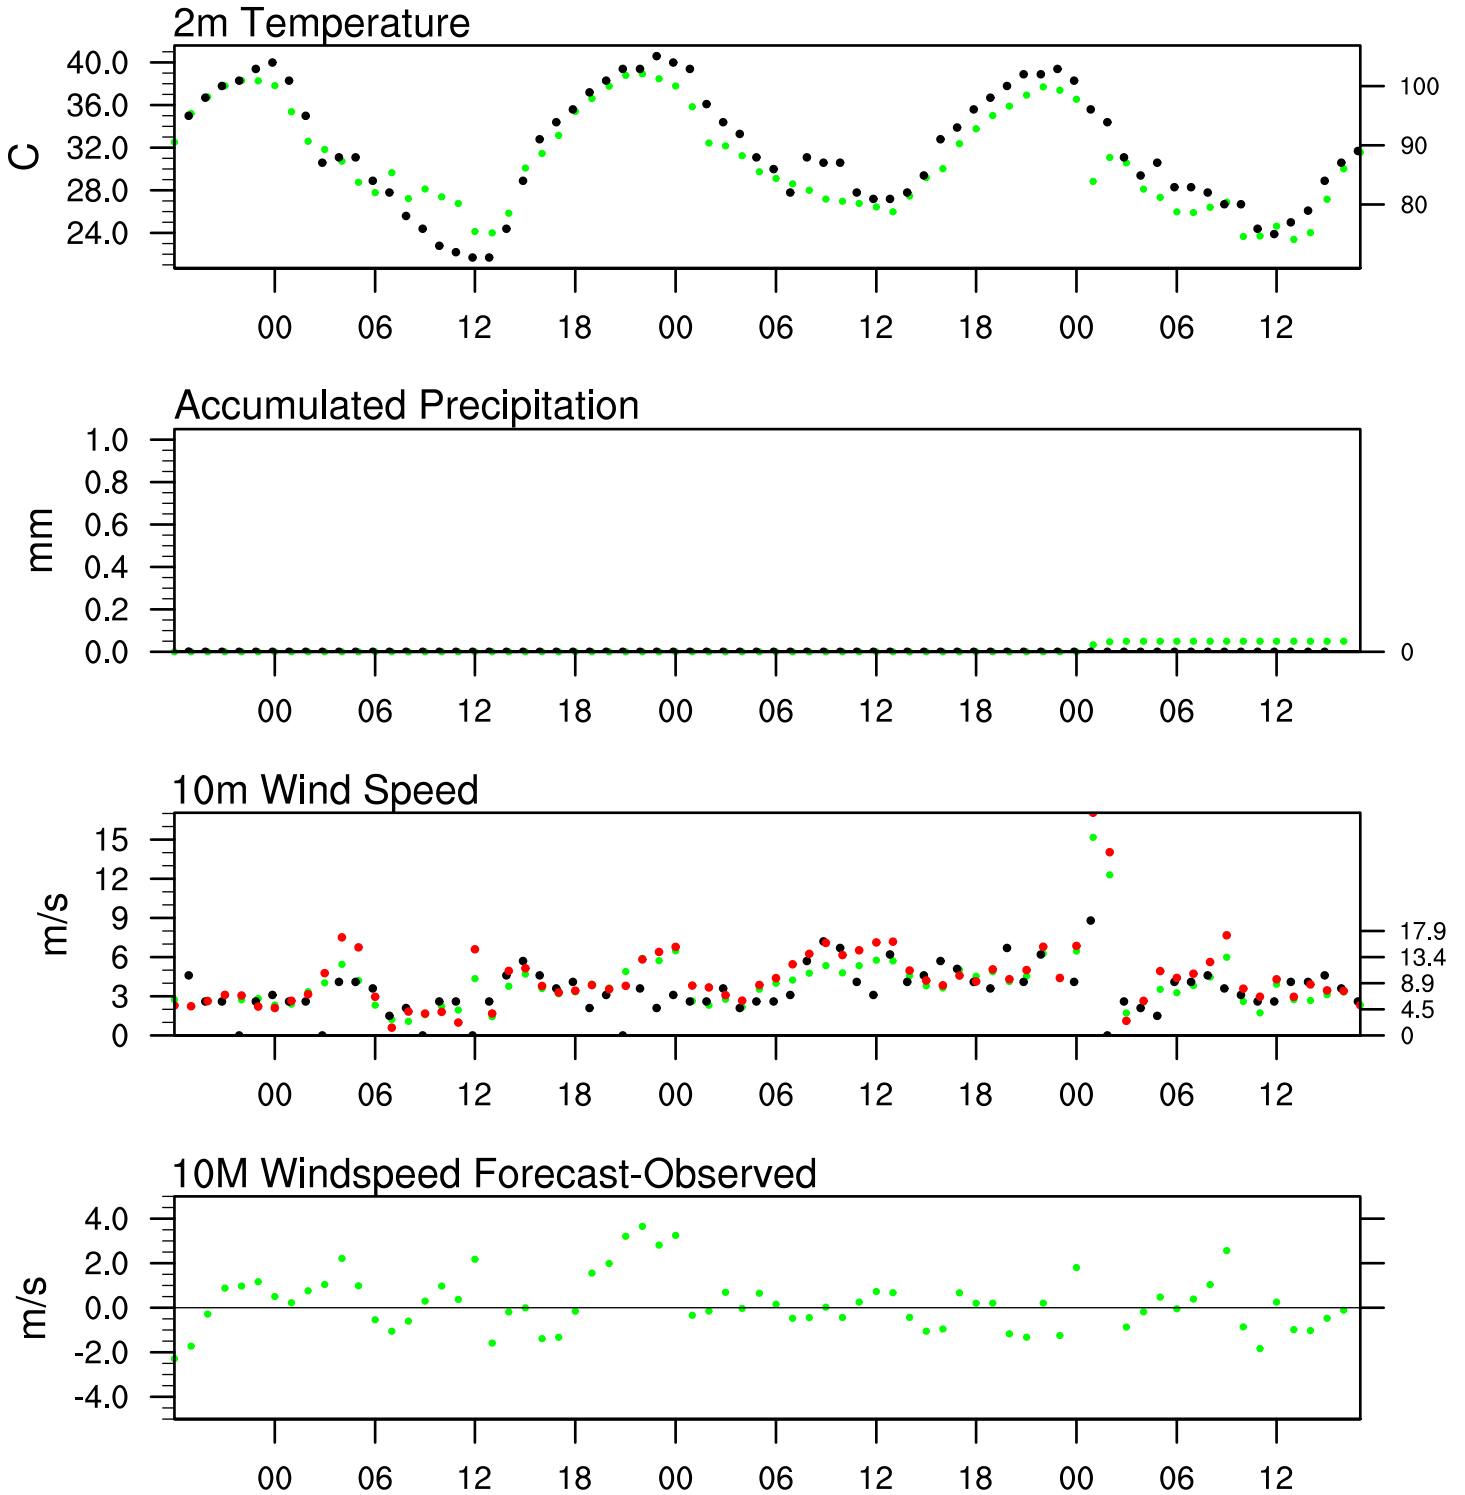 2m Temperature
40.0
36.0
32.0
28.0
24.0
C
100
90
80
00 06 12 18 00 06 12 18 00 06 12
Accumulated Precipitation
1.0
0.8
0.6
0.4
0.2
0.0
mm
0
00 06 12 18 00 06 12 18 00 06 12
10m Wind Speed
15
12
9
6
3
0
m/s
17.9
13.4
8.9
4.5
0
00 06 12 18 00 06 12 18 00 06 12
10M Windspeed Forecast-Observed
4.0
2.0
0.0
-2.0
-4.0
m/s
00 06 12 18 00 06 12 18 00 06 12